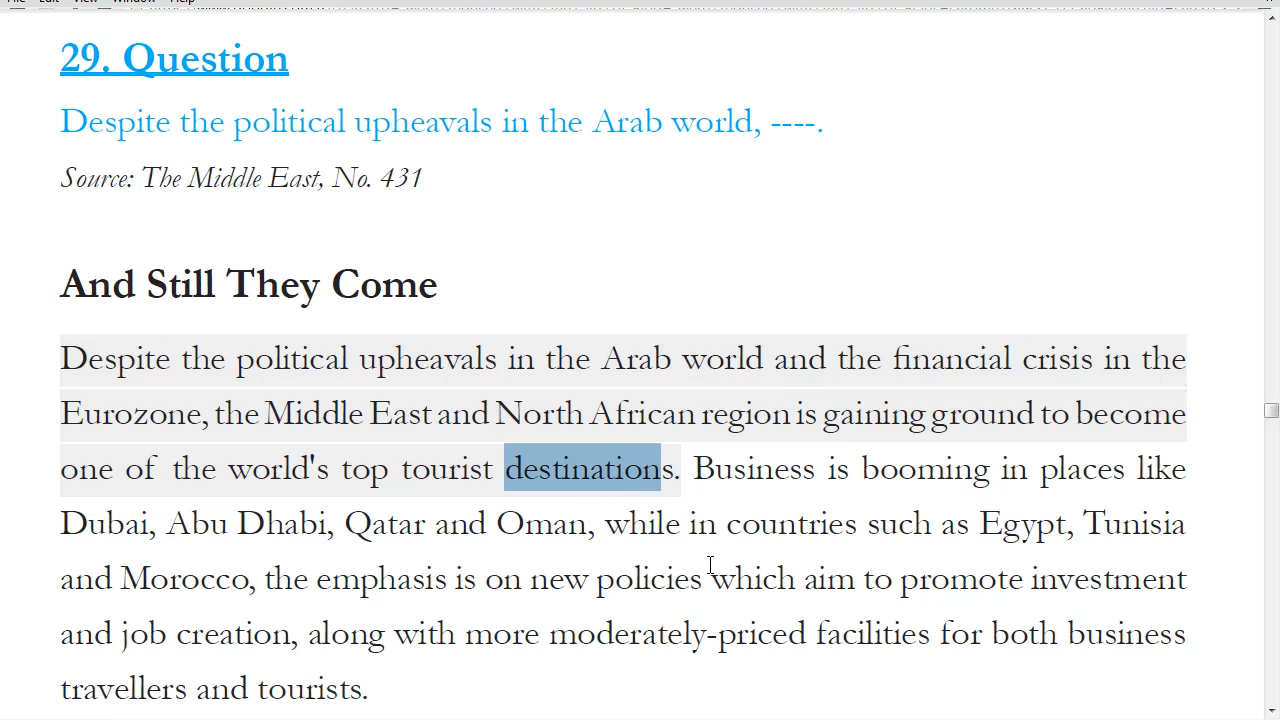 29. Question
Despite the political upheavals in the Arab world, ----.
Source: The Middle East, No. 431
And Still They Come
Despite the political upheavals in the Arab world and the financial crisis in the
Eurozone, the Middle East and North African region is gaining ground to become
one of the world's top tourist destinations. Business is booming in places like
Dubai, Abu Dhabi, Qatar and Oman, while in countries such as Egypt, Tunisia
and Morocco, the emphasis is on new policies which aim to promote investment
and job creation, along with more moderately-priced facilities for both business
travellers and tourists.